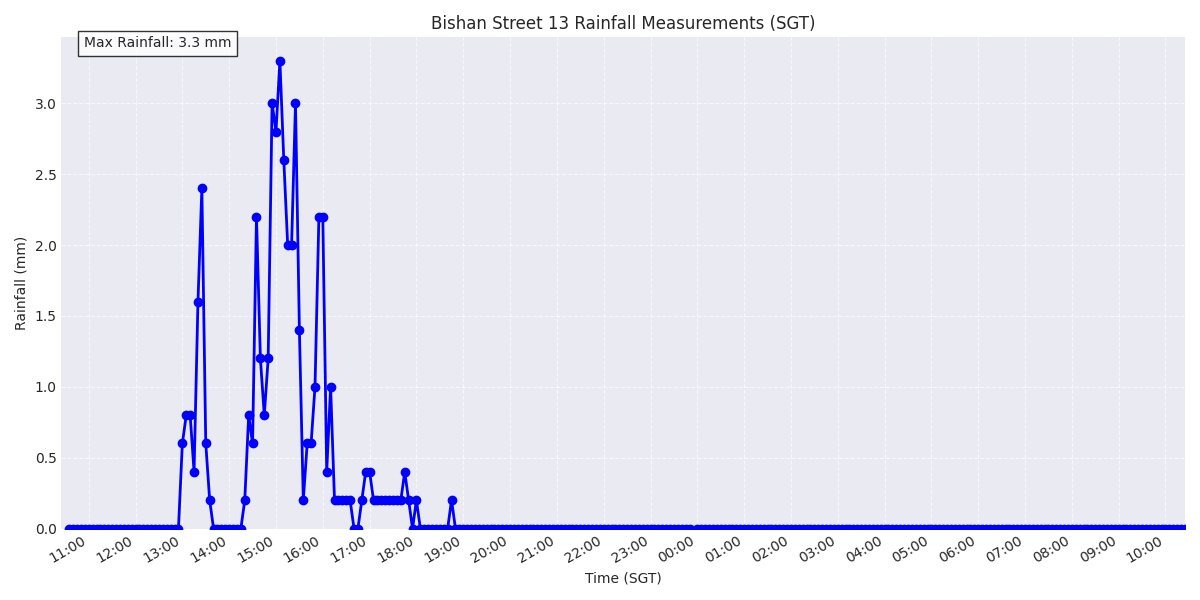 Bishan Street 13 Rainfall Measurements (SGT)
Max Rainfall: 3.3 mm
3.0
2.5
2.0
1.5
1.0
0.5
0.0
Rainfall (mm)
11:00 12:00 13:00 14:00 15:00 16:00 17:00 18:00 19:00 20:00 21:00 22:00 23:00 00:00 01:00 02:00 03:00 04:00 05:00 06:00 07:00 08:00 09:00 10:00
Time (SGT)